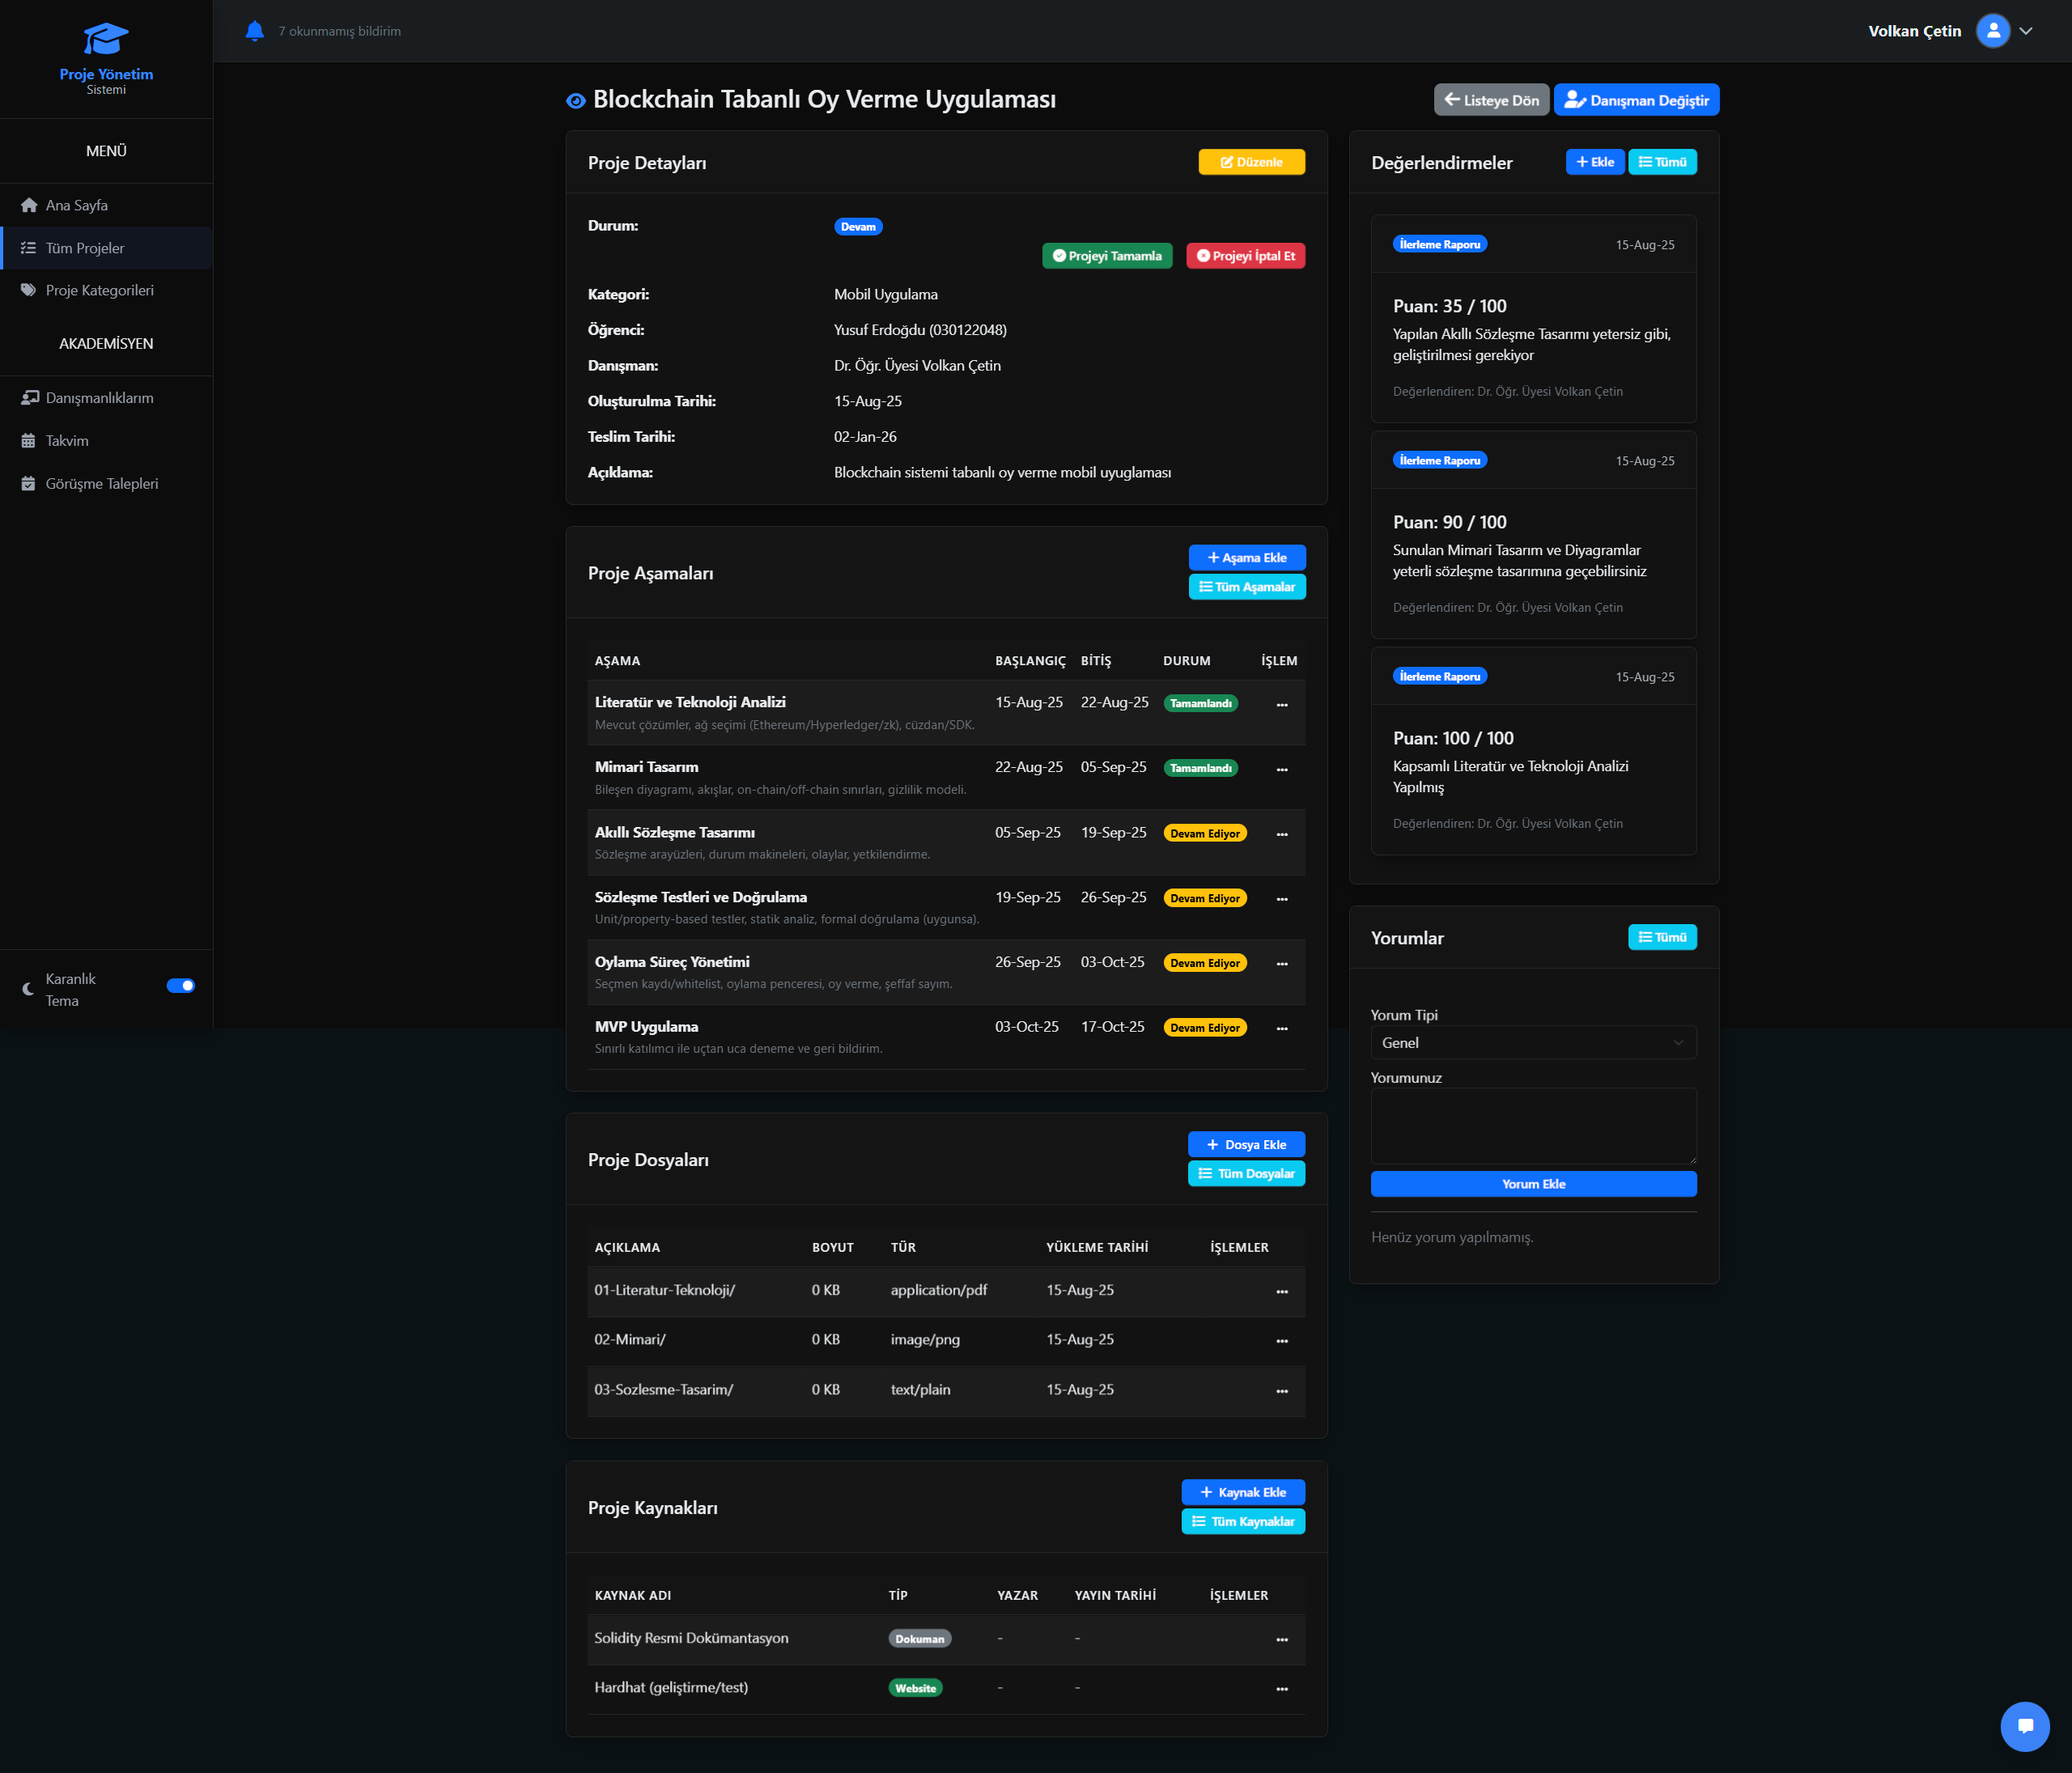 Proje Yönetim
Sistemi
MENÜ
Ana Sayfa
Tüm Projeler
Proje Kategorileri
AKADEMİSYEN
Danışmanlıklarım
Takvim
Görüşme Talepleri
Karanlık
Tema
7 okunmamış bildirim
Volkan Çetin
Blockchain Tabanlı Oy Verme Uygulaması
Listeye Dön
Danışman Değiştir
Proje Detayları
Düzenle
Durum: Devam
Projeyi Tamamla
Projeyi İptal Et
Kategori: Mobil Uygulama
Öğrenci: Yusuf Erdoğdu (030122048)
Danışman: Dr. Öğr. Üyesi Volkan Çetin
Oluşturulma Tarihi: 15-Aug-25
Teslim Tarihi: 02-Jan-26
Açıklama: Blockchain sistemi tabanlı oy verme mobil uyuglaması
Proje Aşamaları
Aşama Ekle
Tüm Aşamalar
AŞAMA BAŞLANGIÇ BİTİŞ DURUM İŞLEM
Literatür ve Teknoloji Analizi 15-Aug-25 22-Aug-25 Tamamlandı
Mevcut çözümler, ağ seçimi (Ethereum/Hyperledger/zk), cüzdan/SDK.
Mimari Tasarım 22-Aug-25 05-Sep-25 Tamamlandı
Bileşen diyagramı, akışlar, on-chain/off-chain sınırları, gizlilik modeli.
Akıllı Sözleşme Tasarımı 05-Sep-25 19-Sep-25 Devam Ediyor
Sözleşme arayüzleri, durum makineleri, olaylar, yetkilendirme.
Sözleşme Testleri ve Doğrulama 19-Sep-25 26-Sep-25 Devam Ediyor
Unit/property-based testler, statik analiz, formal doğrulama (uygunsa).
Oylama Süreç Yönetimi 26-Sep-25 03-Oct-25 Devam Ediyor
Seçmen kaydı/whitelist, oylama penceresi, oy verme, şeffaf sayım.
MVP Uygulama 03-Oct-25 17-Oct-25 Devam Ediyor
Sınırlı katılımcı ile uçtan uca deneme ve geri bildirim.
Proje Dosyaları
Dosya Ekle
Tüm Dosyalar
AÇIKLAMA BOYUT TÜR YÜKLEME TARİHİ İŞLEMLER
01-Literatur-Teknoloji/ 0 KB application/pdf 15-Aug-25
02-Mimari/ 0 KB image/png 15-Aug-25
03-Sozlesme-Tasarim/ 0 KB text/plain 15-Aug-25
Proje Kaynakları
Kaynak Ekle
Tüm Kaynaklar
KAYNAK ADI TİP YAZAR YAYIN TARİHİ İŞLEMLER
Solidity Resmi Dokümantasyon Dokuman - -
Hardhat (geliştirme/test) Website - -
Değerlendirmeler
Ekle
Tümü
İlerleme Raporu 15-Aug-25
Puan: 35 / 100
Yapılan Akıllı Sözleşme Tasarımı yetersiz gibi,
geliştirilmesi gerekiyor
Değerlendiren: Dr. Öğr. Üyesi Volkan Çetin
İlerleme Raporu 15-Aug-25
Puan: 90 / 100
Sunulan Mimari Tasarım ve Diyagramlar
yeterli sözleşme tasarımına geçebilirsiniz
Değerlendiren: Dr. Öğr. Üyesi Volkan Çetin
İlerleme Raporu 15-Aug-25
Puan: 100 / 100
Kapsamlı Literatür ve Teknoloji Analizi
Yapılmış
Değerlendiren: Dr. Öğr. Üyesi Volkan Çetin
Yorumlar
Tümü
Yorum Tipi
Genel
Yorumunuz
Yorum Ekle
Henüz yorum yapılmamış.